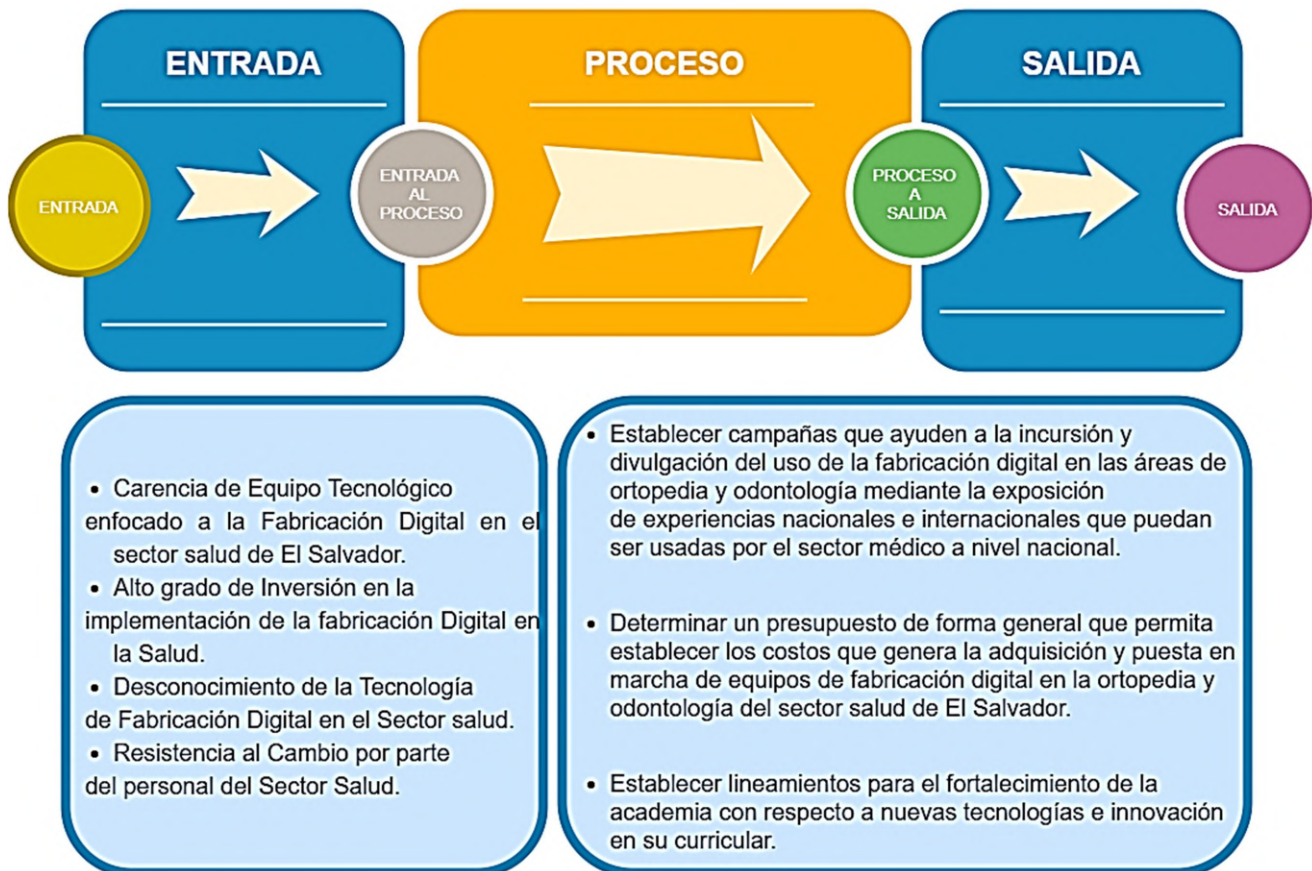 ENTRADA
PROCESO
SALIDA
ENTRADA
ENTRADA
AL
PROCESO
PROCESO
A
SALIDA
SALIDA
• Carencia de Equipo Tecnológico
enfocado a la Fabricación Digital en el
sector salud de El Salvador.
• Alto grado de Inversión en la
implementación de la fabricación Digital en
la Salud.
• Desconocimiento de la Tecnología
de Fabricación Digital en el Sector salud.
• Resistencia al Cambio por parte
del personal del Sector Salud.
• Establecer campañas que ayuden a la incursión y
divulgación del uso de la fabricación digital en las áreas de
ortopedia y odontología mediante la exposición
de experiencias nacionales e internacionales que puedan
ser usadas por el sector médico a nivel nacional.
• Determinar un presupuesto de forma general que permita
establecer los costos que genera la adquisición y puesta en
marcha de equipos de fabricación digital en la ortopedia y
odontología del sector salud de El Salvador.
• Establecer lineamientos para el fortalecimiento de la
academia con respecto a nuevas tecnologías e innovación
en su curricular.